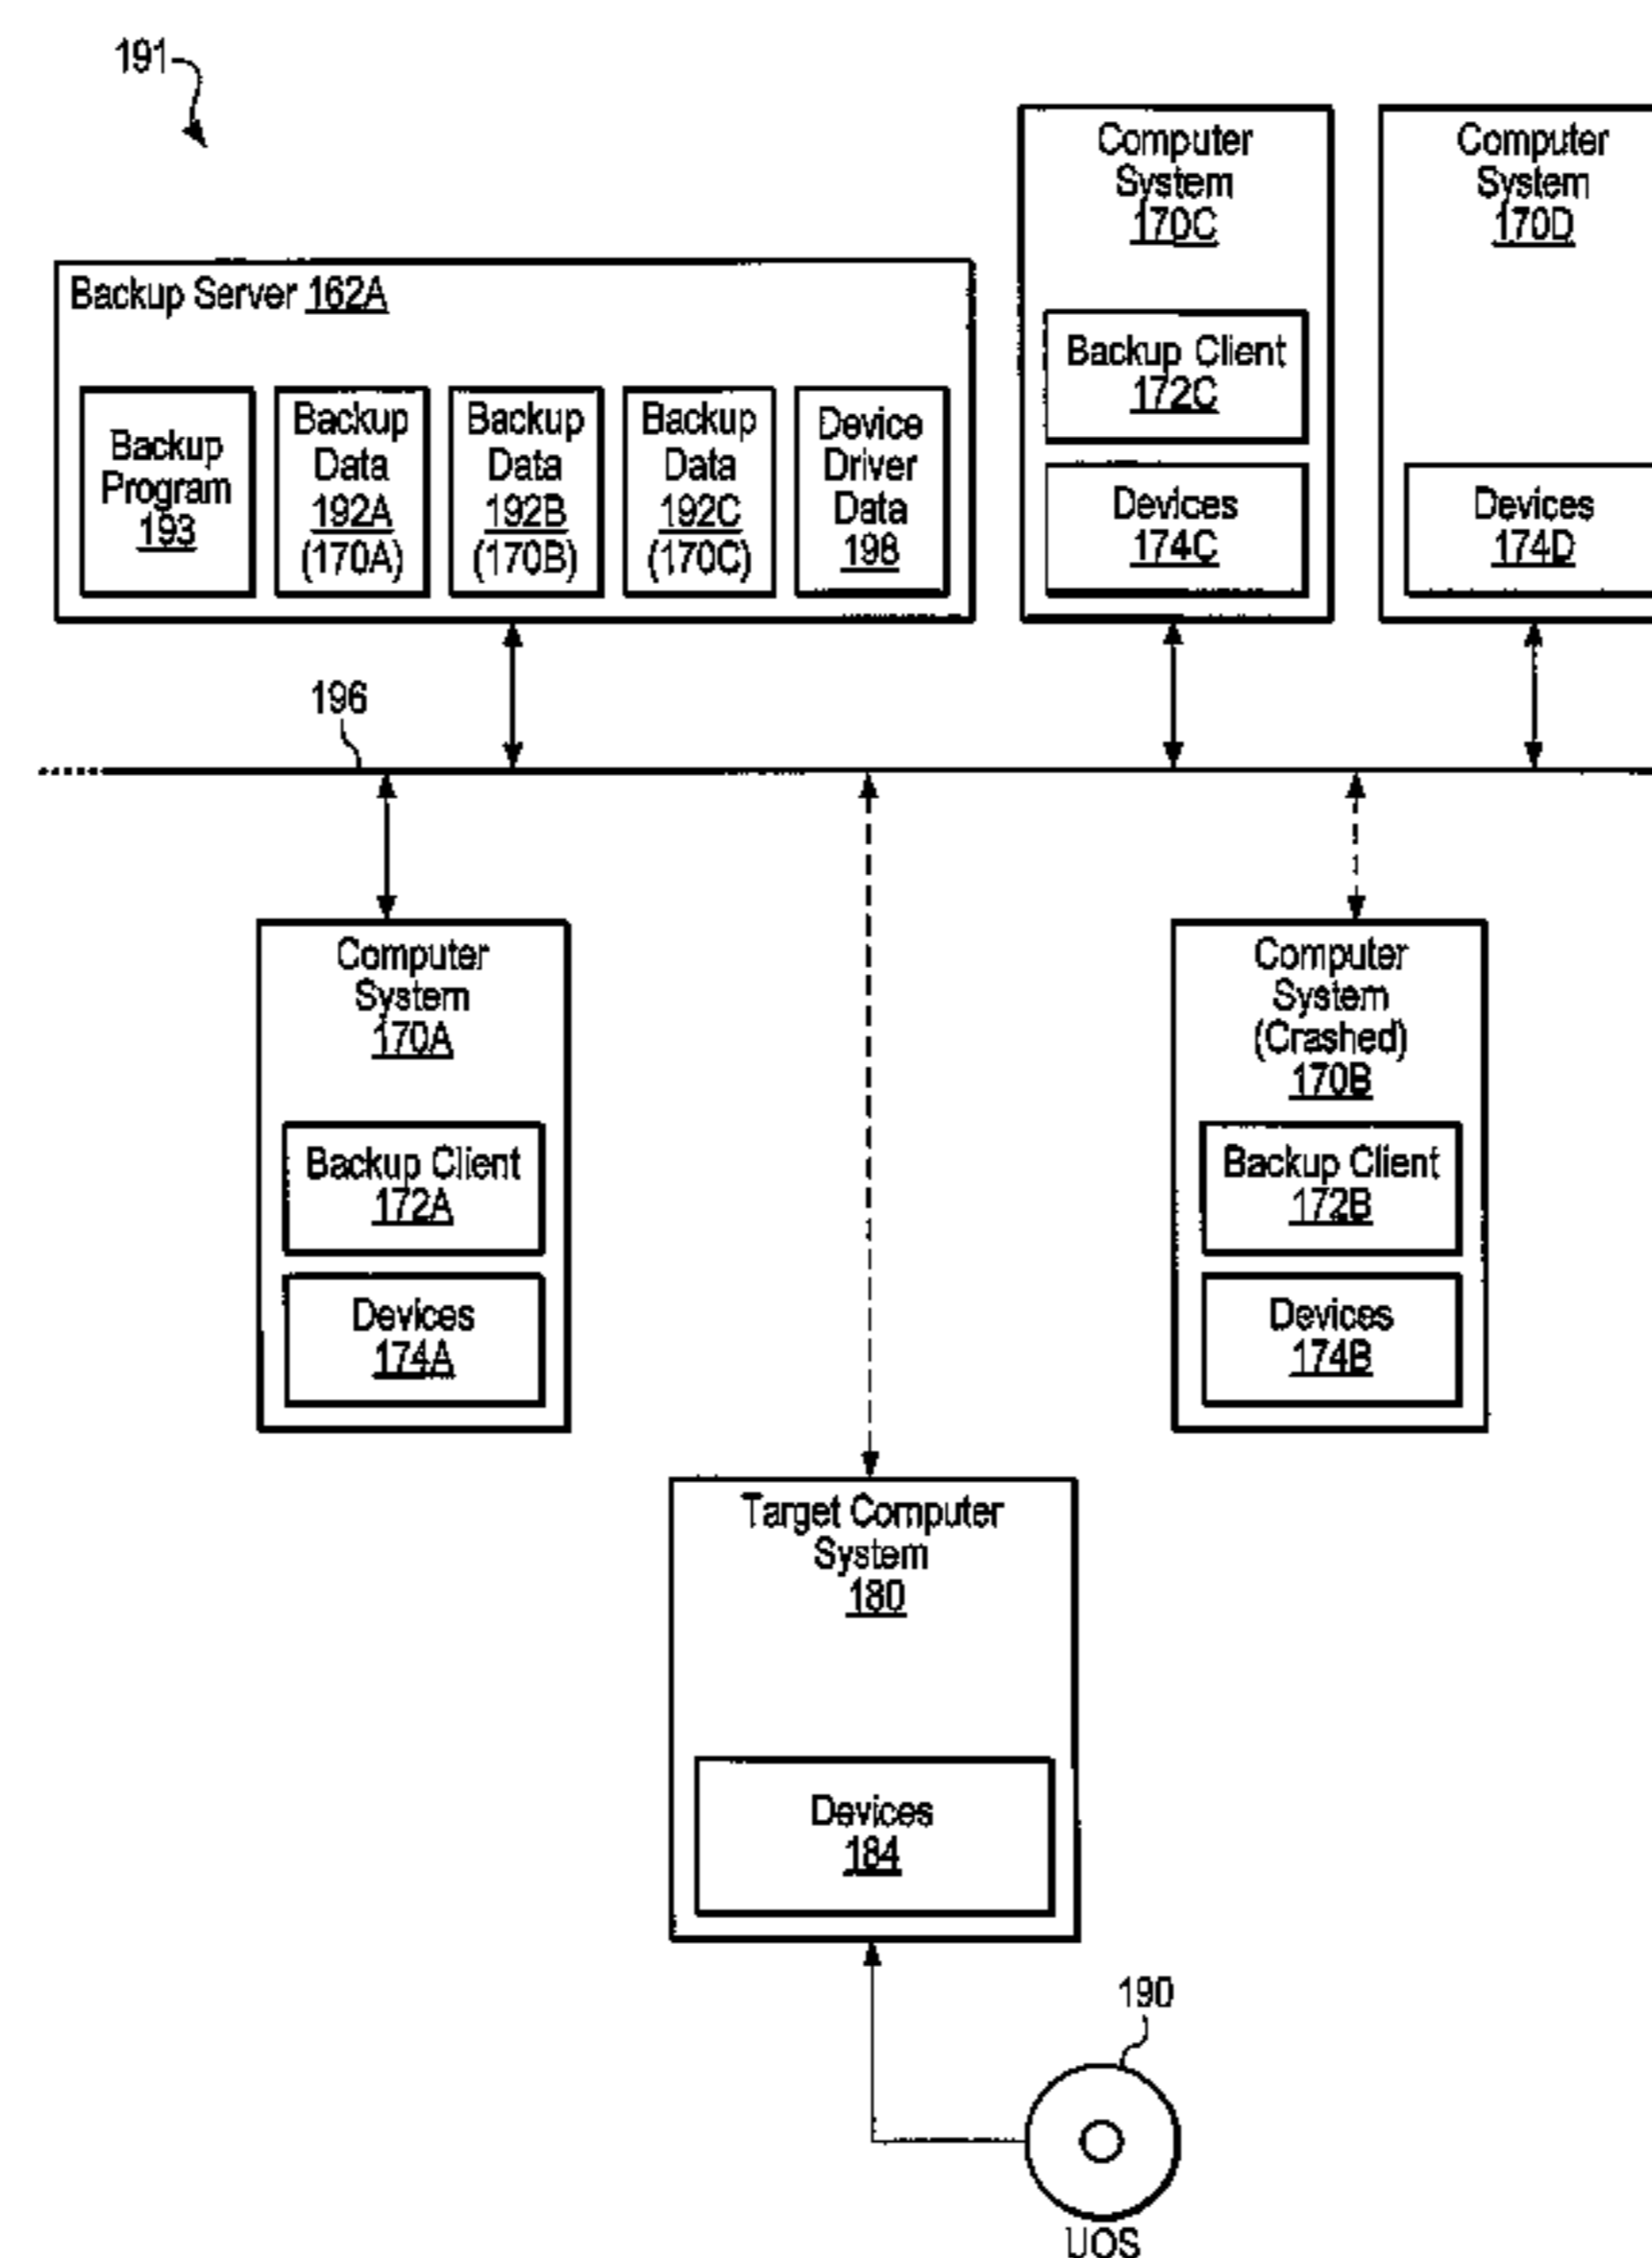 191
Computer
System
170C
Backup Client
172C
Devices
174C
Computer
System
170D
Devices
174D
Backup Server 162A
Backup
Program
193
Backup
Data
192A
(170A)
Backup
Data
192B
(170B)
Backup
Data
192C
(170C)
Device
Driver
Data
198
196
Computer
System
170A
Backup Client
172A
Devices
174A
Computer
System
(Crashed)
170B
Backup Client
172B
Devices
174B
Target Computer
System
180
Devices
184
190
UOS